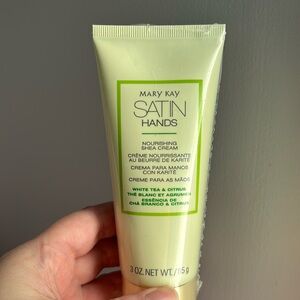 MARY KAY
SATIN
HANDS
NOURISHING
SHEA CREAM
CRÈME NOURRISSANTE
AU BEURRE DE KARITÉ
CREMA PARA MANOS
CON KARITÉ
CREME PARA AS MÃOS
WHITE TEA & CITRUS
THÉ BLANC ET AGRUMES
ESSÊNCIA DE
CHÁ BRANCO & CITRUS
3 OZ. NET WT. / 85 g